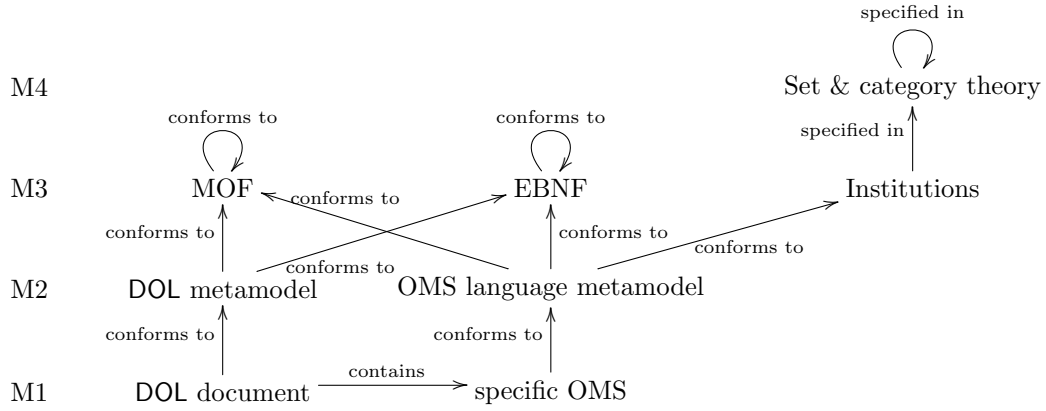 specified in
M4 Set & category theory
conforms to conforms to specified in
M3 MOF EBNF Institutions
conforms to
conforms to conforms to conforms to
conforms to
M2 DOL metamodel OMS language metamodel
conforms to conforms to
contains
M1 DOL document specific OMS